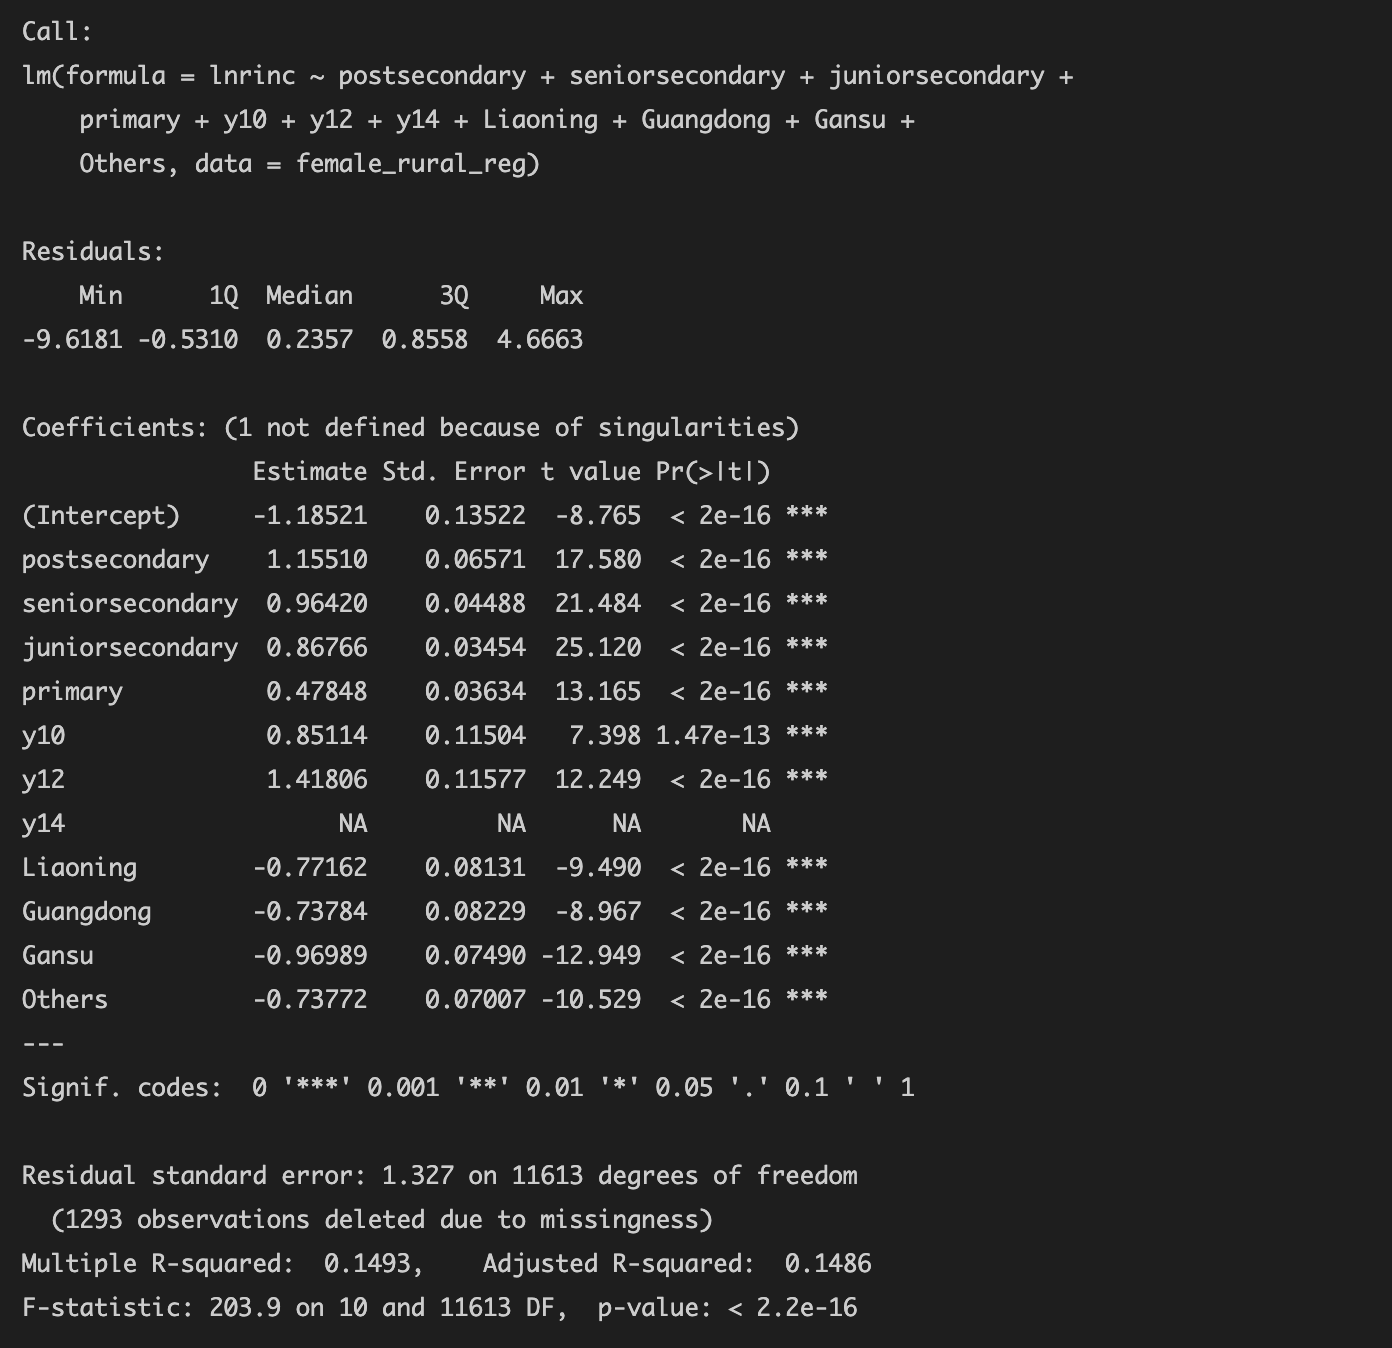 Call:
lm(formula = lnrinc ~ postsecondary + seniorsecondary + juniorsecondary +
    primary + y10 + y12 + y14 + Liaoning + Guangdong + Gansu +
    Others, data = female_rural_reg)

Residuals:
    Min      1Q  Median      3Q     Max
-9.6181 -0.5310  0.2357  0.8558  4.6663

Coefficients: (1 not defined because of singularities)
                Estimate Std. Error t value Pr(>|t|)
(Intercept)     -1.18521    0.13522  -8.765  < 2e-16 ***
postsecondary    1.15510    0.06571  17.580  < 2e-16 ***
seniorsecondary  0.96420    0.04488  21.484  < 2e-16 ***
juniorsecondary  0.86766    0.03454  25.120  < 2e-16 ***
primary          0.47848    0.03634  13.165  < 2e-16 ***
y10              0.85114    0.11504   7.398 1.47e-13 ***
y12              1.41806    0.11577  12.249  < 2e-16 ***
y14                   NA         NA      NA       NA
Liaoning        -0.77162    0.08131  -9.490  < 2e-16 ***
Guangdong       -0.73784    0.08229  -8.967  < 2e-16 ***
Gansu           -0.96989    0.07490 -12.949  < 2e-16 ***
Others          -0.73772    0.07007 -10.529  < 2e-16 ***
---
Signif. codes:  0 '***' 0.001 '**' 0.01 '*' 0.05 '.' 0.1 ' ' 1

Residual standard error: 1.327 on 11613 degrees of freedom
  (1293 observations deleted due to missingness)
Multiple R-squared:  0.1493,    Adjusted R-squared:  0.1486
F-statistic: 203.9 on 10 and 11613 DF,  p-value: < 2.2e-16